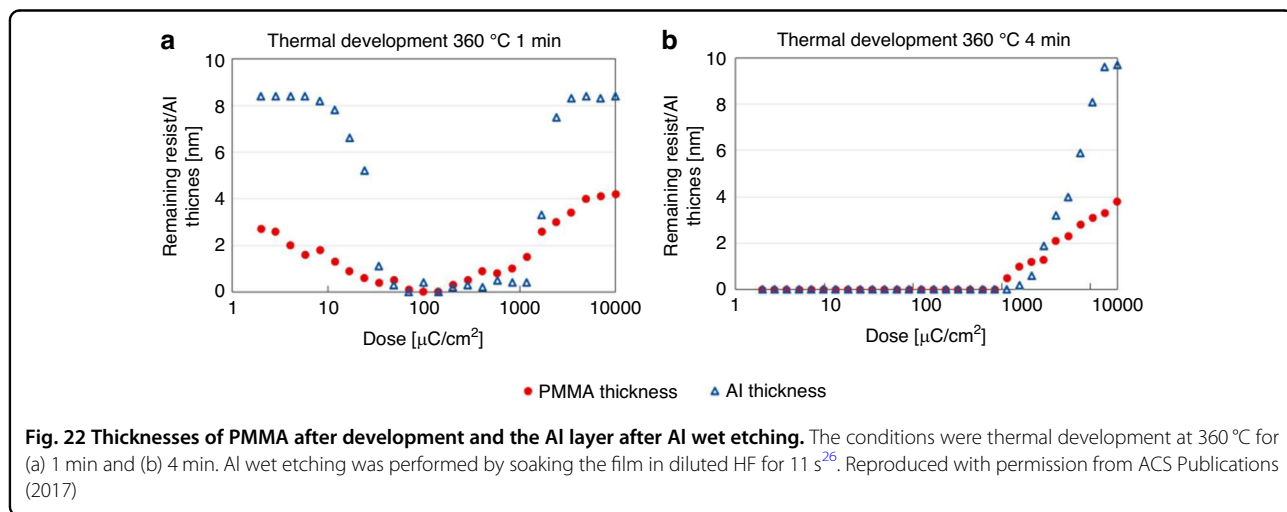 a
Thermal development 360 °C 1 min
Remaining resist/Al
thicnes [nm]
10
8
6
4
2
0
1
10
100
1000
10000
Dose [µC/cm²]
b
Thermal development 360 °C 4 min
Remaining resist/Al
thicknes [nm]
10
8
6
4
2
0
1
10
100
1000
10000
Dose [µC/cm²]
PMMA thickness
Al thickness
Fig. 22 Thicknesses of PMMA after development and the Al layer after Al wet etching. The conditions were thermal development at 360 °C for
(a) 1 min and (b) 4 min. Al wet etching was performed by soaking the film in diluted HF for 11 s²⁶. Reproduced with permission from ACS Publications
(2017)